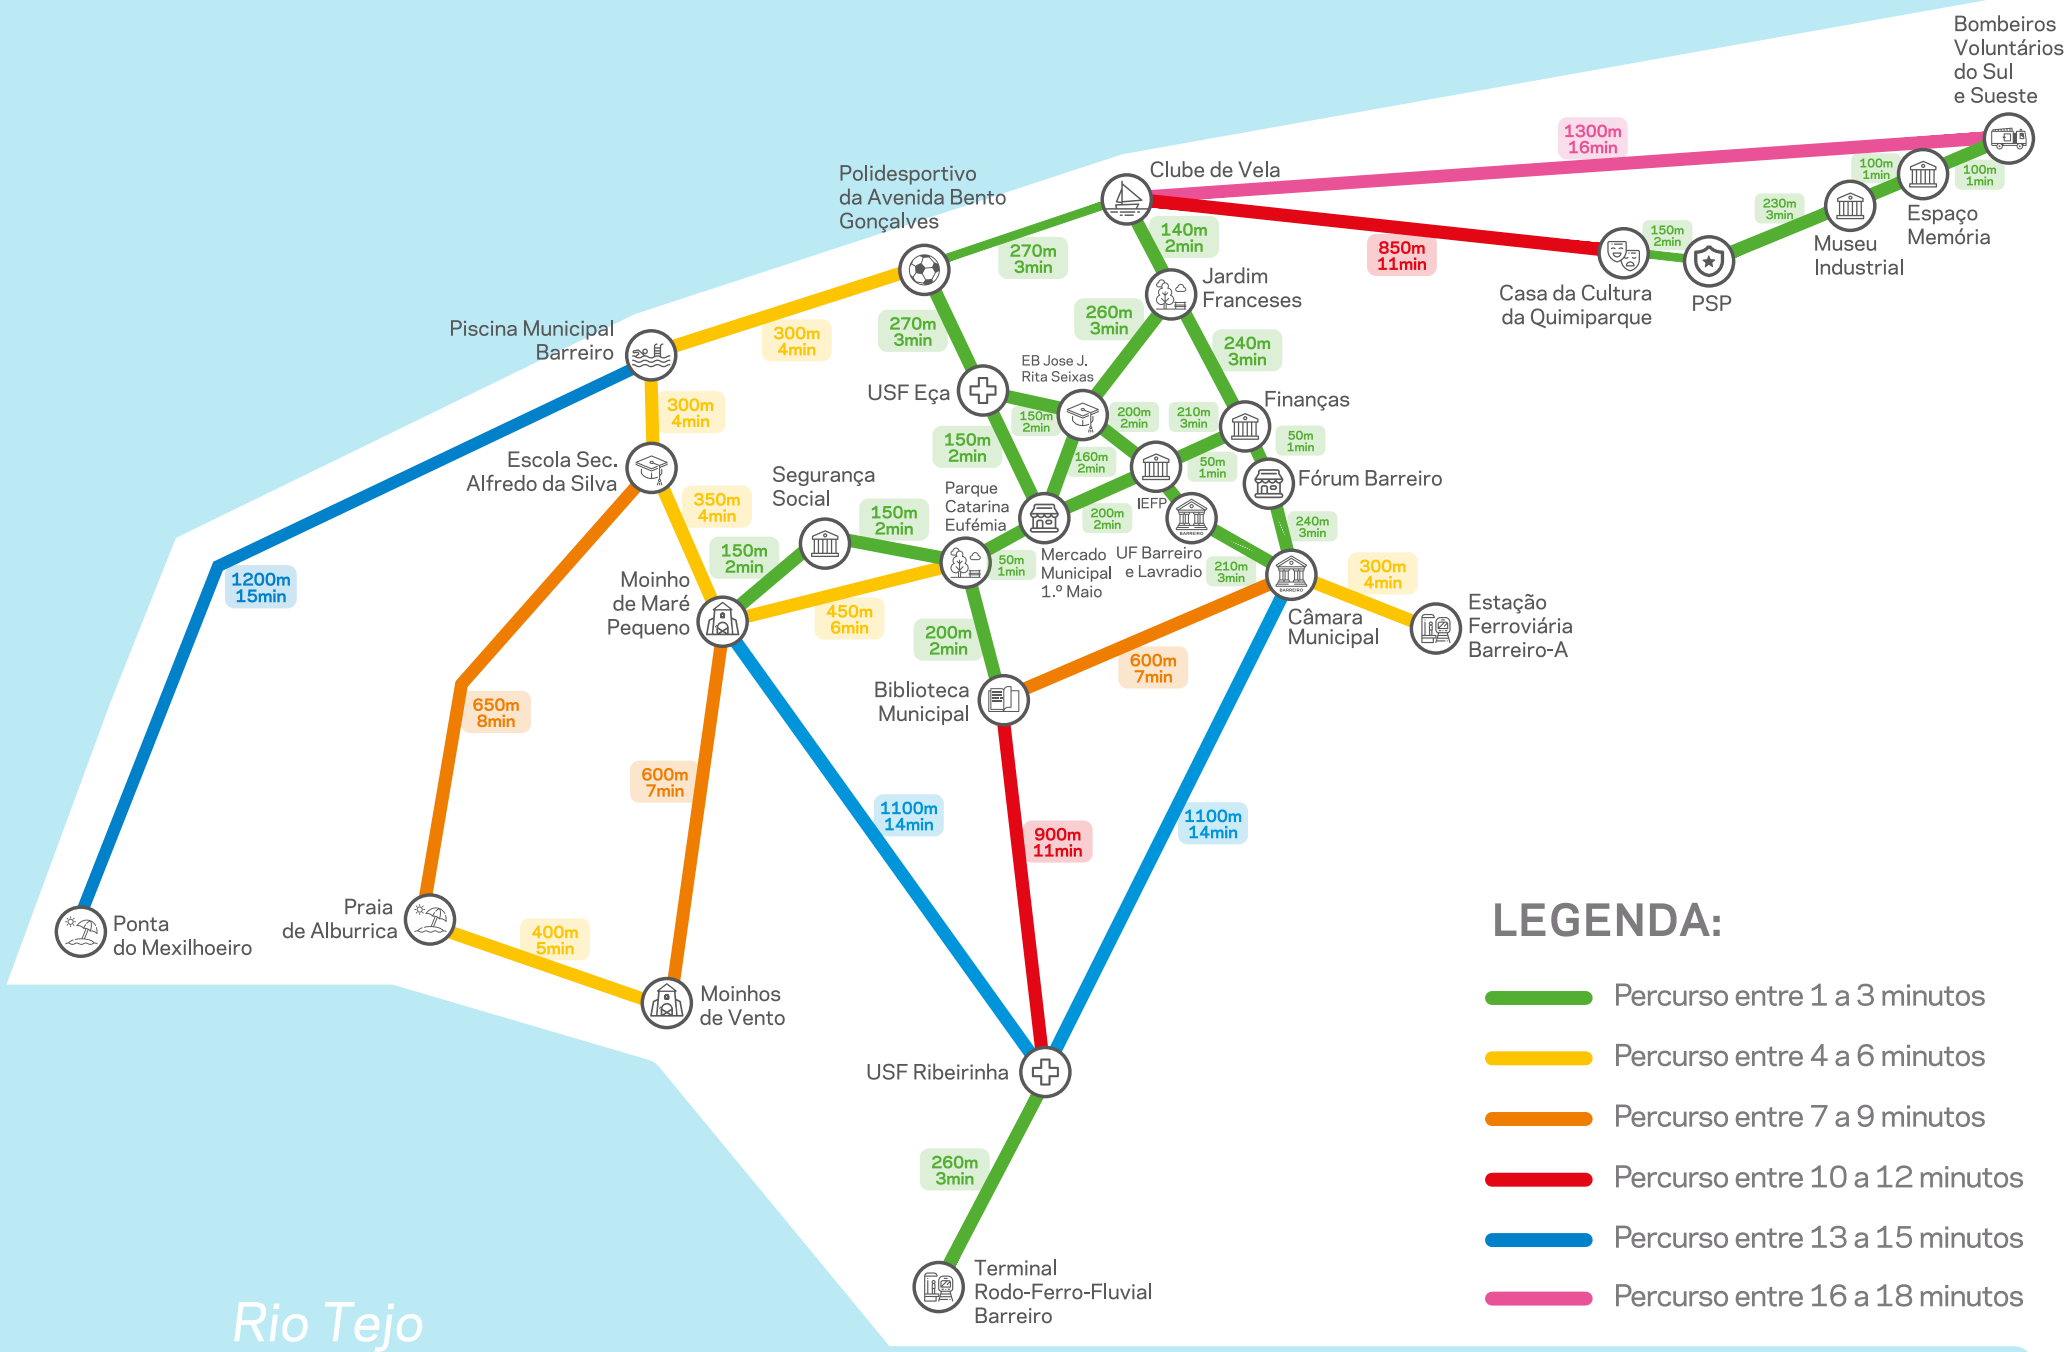 Bombeiros
Voluntários
do Sul
e Sueste
1300m
16min
Clube de Vela
100m
1min
100m
1min
Polidesportivo
da Avenida Bento
Gonçalves
230m
3min
Espaço
Memória
140m
2min
150m
2min
Museu
Industrial
270m
3min
850m
11min
Jardim
Franceses
Casa da Cultura
da Quimiparque
PSP
Piscina Municipal
Barreiro
300m
4min
270m
3min
260m
3min
240m
3min
EB Jose J.
Rita Seixas
USF Eça
Finanças
300m
4min
150m
2min
200m
2min
210m
3min
150m
2min
50m
1min
Escola Sec.
Alfredo da Silva
160m
2min
50m
1min
Fórum Barreiro
Segurança
Social
350m
4min
Parque
Catarina
Eufémia
IEFP
150m
2min
200m
2min
240m
3min
150m
2min
50m
1min
Mercado
Municipal
1.º Maio
UF Barreiro
e Lavradio
BARREIRO
210m
3min
300m
4min
1200m
15min
Moinho
de Maré
Pequeno
450m
6min
BARREIRO
Câmara
Municipal
Estação
Ferroviária
Barreiro-A
200m
2min
600m
7min
Biblioteca
Municipal
650m
8min
600m
7min
1100m
14min
900m
11min
1100m
14min
Ponta
do Mexilhoeiro
Praia
de Alburrica
400m
5min
Moinhos
de Vento
USF Ribeirinha
260m
3min
Terminal
Rodo-Ferro-Fluvial
Barreiro
Rio Tejo
LEGENDA:
Percurso entre 1 a 3 minutos
Percurso entre 4 a 6 minutos
Percurso entre 7 a 9 minutos
Percurso entre 10 a 12 minutos
Percurso entre 13 a 15 minutos
Percurso entre 16 a 18 minutos